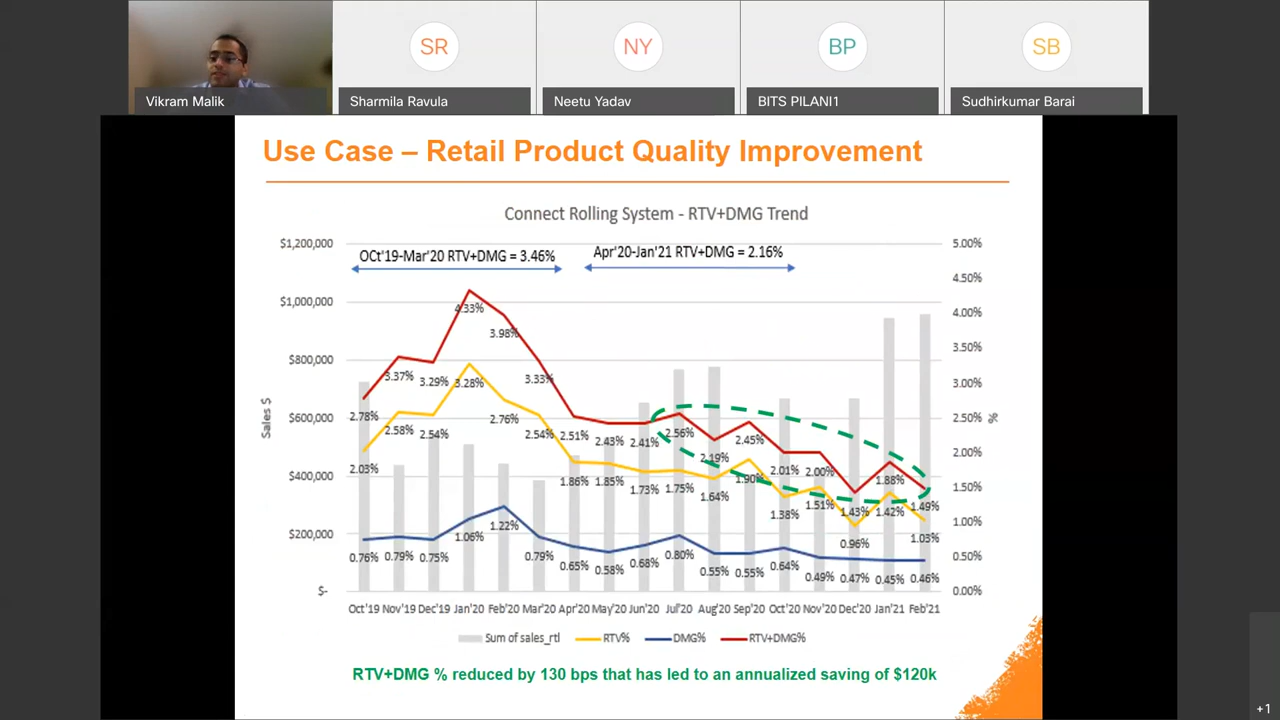 SR
NY
BP
SB
Vikram Malik
Sharmila Ravula
Neetu Yadav
BITS PILANI1
Sudhirkumar Barai
Use Case – Retail Product Quality Improvement
Connect Rolling System - RTV+DMG Trend
OCt'19-Mar'20 RTV+DMG = 3.46%
Apr'20-Jan'21 RTV+DMG = 2.16%
$1,200,000
$1,000,000
$800,000
$600,000
$400,000
$200,000
$-
Sales $
5.00%
4.50%
4.00%
3.50%
3.00%
2.50%
2.00%
1.50%
1.00%
0.50%
0.00%
%
2.78% 3.37% 3.29% 4.33% 3.98% 3.33% 2.51% 2.43% 2.41% 2.56% 2.19% 2.45% 2.01% 2.00% 1.43% 1.88% 1.49%
2.03% 2.58% 2.54% 3.28% 2.76% 2.54% 1.86% 1.85% 1.73% 1.75% 1.64% 1.90% 1.38% 1.51% 0.96% 1.42% 1.03%
0.76% 0.79% 0.75% 1.06% 1.22% 0.79% 0.65% 0.58% 0.68% 0.80% 0.55% 0.55% 0.64% 0.49% 0.47% 0.45% 0.46%
Oct'19 Nov'19 Dec'19 Jan'20 Feb'20 Mar'20 Apr'20 May'20 Jun'20 Jul'20 Aug'20 Sep'20 Oct'20 Nov'20 Dec'20 Jan'21 Feb'21
Sum of sales_rtl RTV% DMG% RTV+DMG%
RTV+DMG % reduced by 130 bps that has led to an annualized saving of $120k
+1